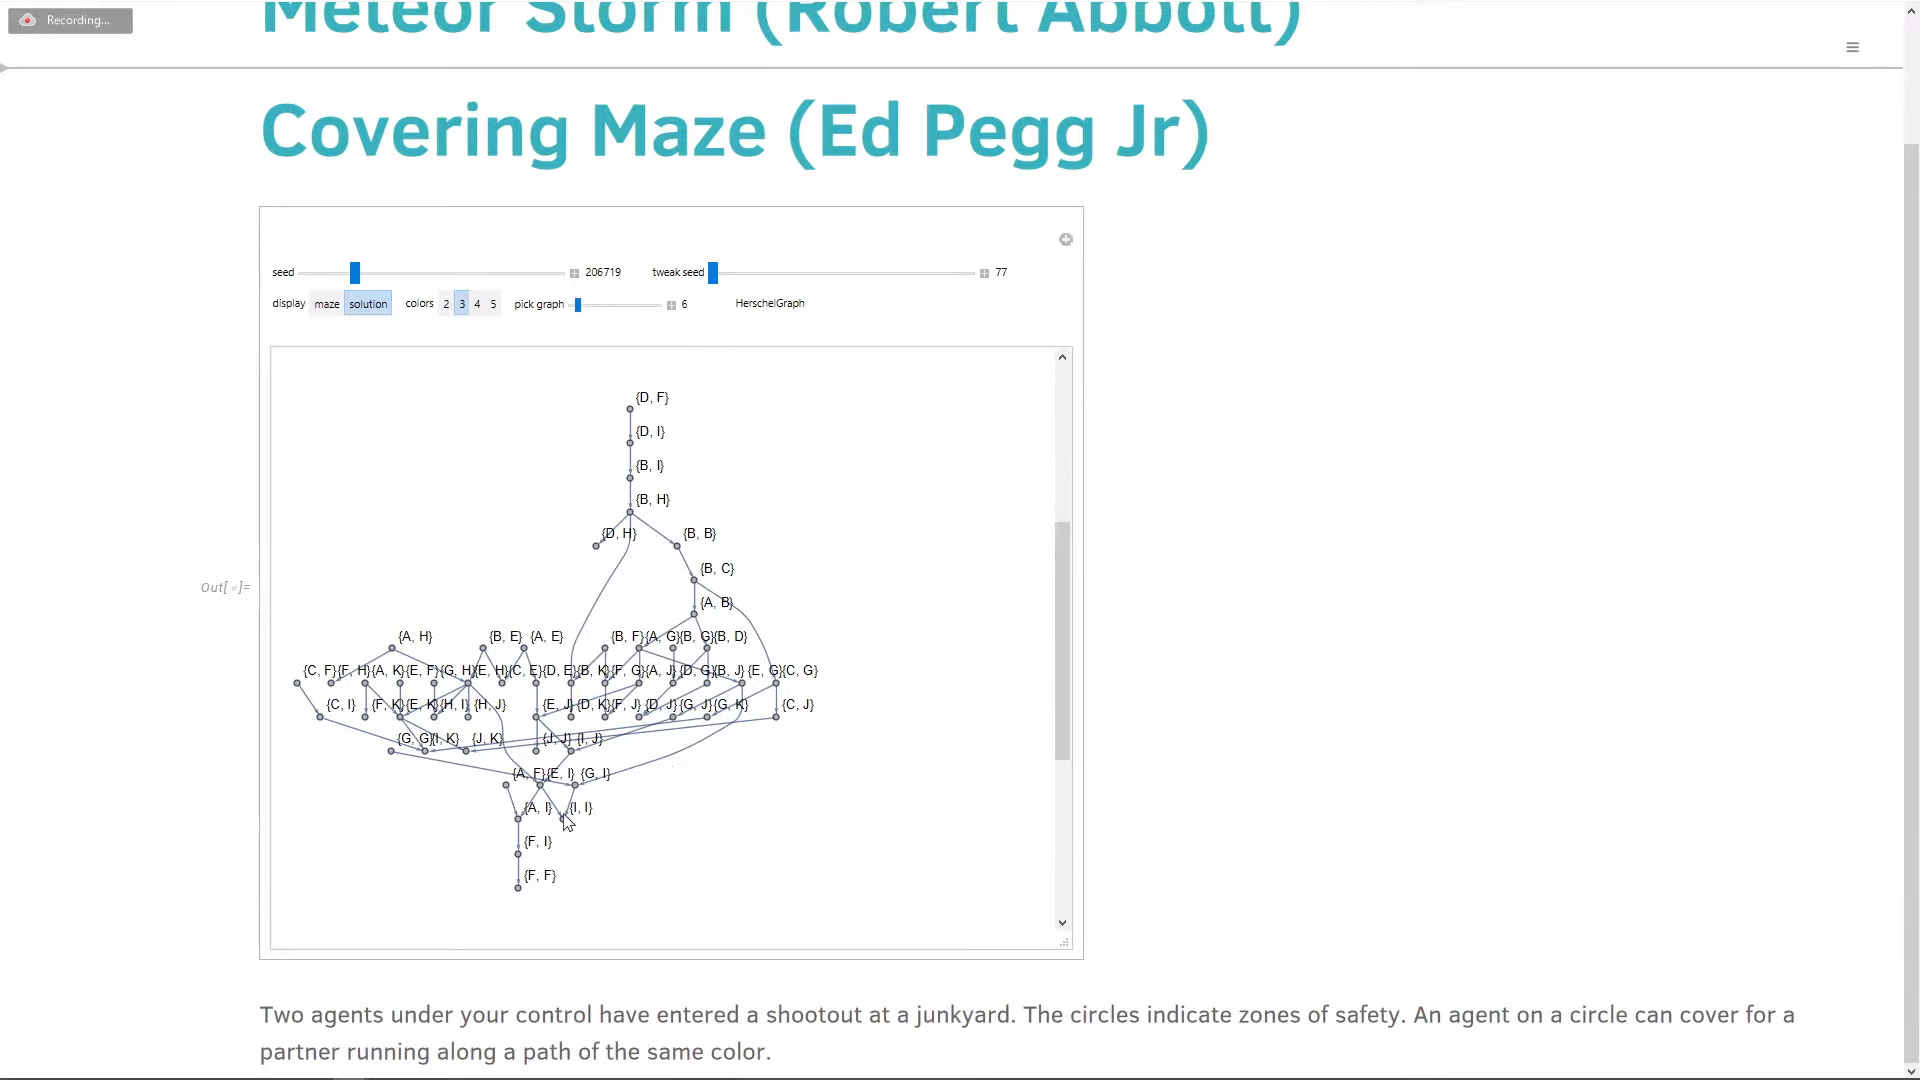 Recording...
Meteor Storm (Robert Abbott)
Covering Maze (Ed Pegg Jr)
seed 206719 tweak seed 77
display maze solution colors 2 3 4 5 pick graph 6 HerschelGraph
{D, F}
{D, I}
{B, I}
{B, H}
{D, H} {B, B}
{B, C}
Out[ ]=
{A, B}
{A, H} {B, E} {A, E} {B, F} {A, G} {B, G} {B, D}
{C, F} {F, H} {A, K} {E, F} {G, H} {E, H} {C, E} {D, E} {B, K} {F, G} {A, J} {D, G} {B, J} {E, G} {C, G}
{C, I} {F, K} {E, K} {H, I} {H, J} {E, J} {D, K} {F, J} {D, J} {G, J} {G, K} {C, J}
{G, G} {I, K} {J, K} {J, J} {I, J}
{A, F} {E, I} {G, I}
{A, I} {I, I}
{F, I}
{F, F}
Two agents under your control have entered a shootout at a junkyard. The circles indicate zones of safety. An agent on a circle can cover for a
partner running along a path of the same color.